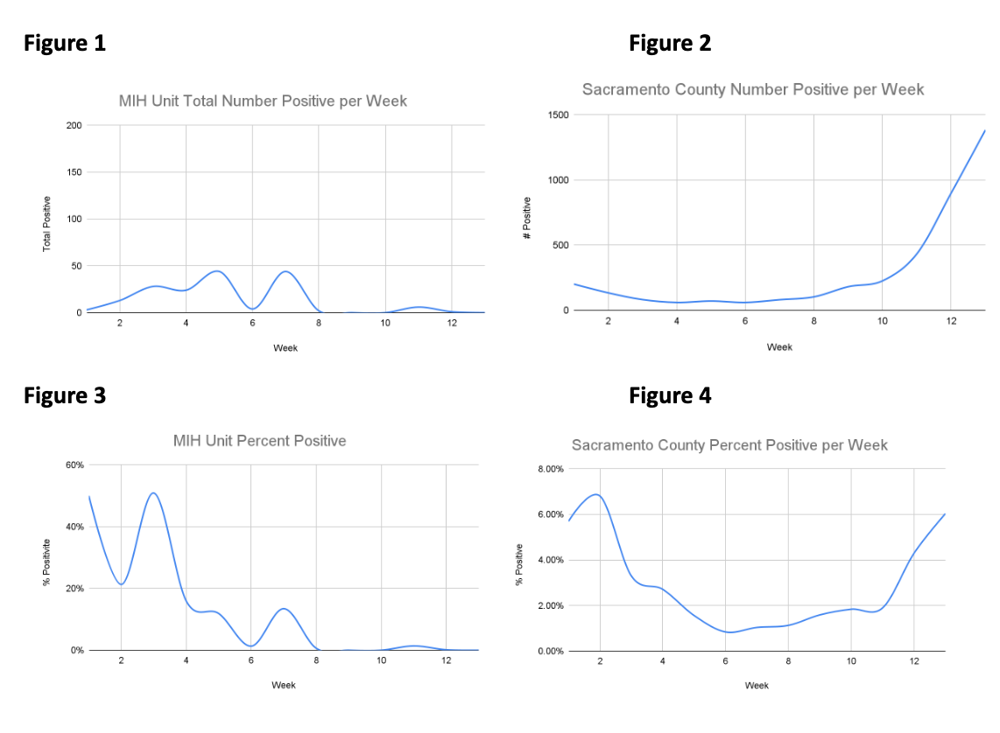 Figure 1
MIH Unit Total Number Positive per Week
200
150
100
50
0
Total Positive
2 4 6 8 10 12
Week
Figure 2
Sacramento County Number Positive per Week
1500
1000
500
0
# Positive
2 4 6 8 10 12
Week
Figure 3
MIH Unit Percent Positive
60%
40%
20%
0%
% Positivite
2 4 6 8 10 12
Week
Figure 4
Sacramento County Percent Positive per Week
8.00%
6.00%
4.00%
2.00%
0.00%
% Positive
2 4 6 8 10 12
Week